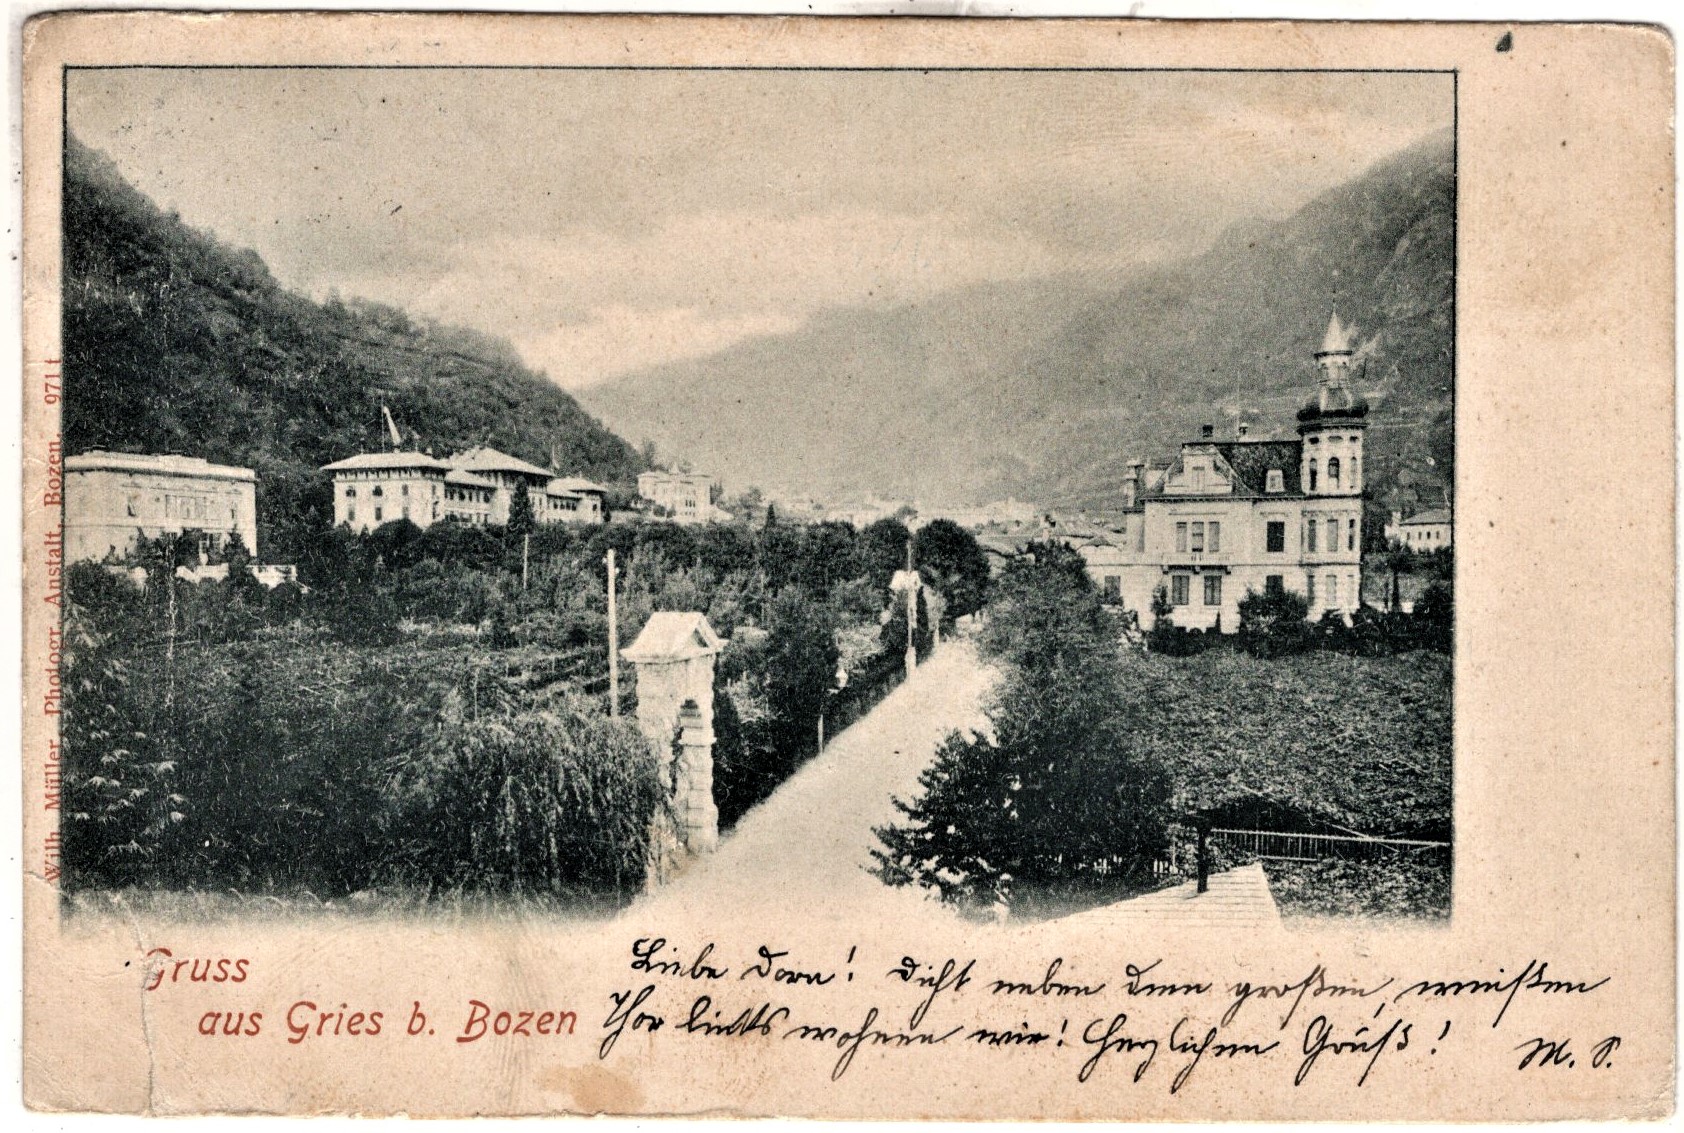 Wilh. Müller, Photogr. Anstalt, Bozen. 971 t
Gruss
aus Gries b. Bozen
Liebe Dora! Dicht neben dem großen, weißen
Thor links wohnen wir! Herzlichen Gruß!
M. S.